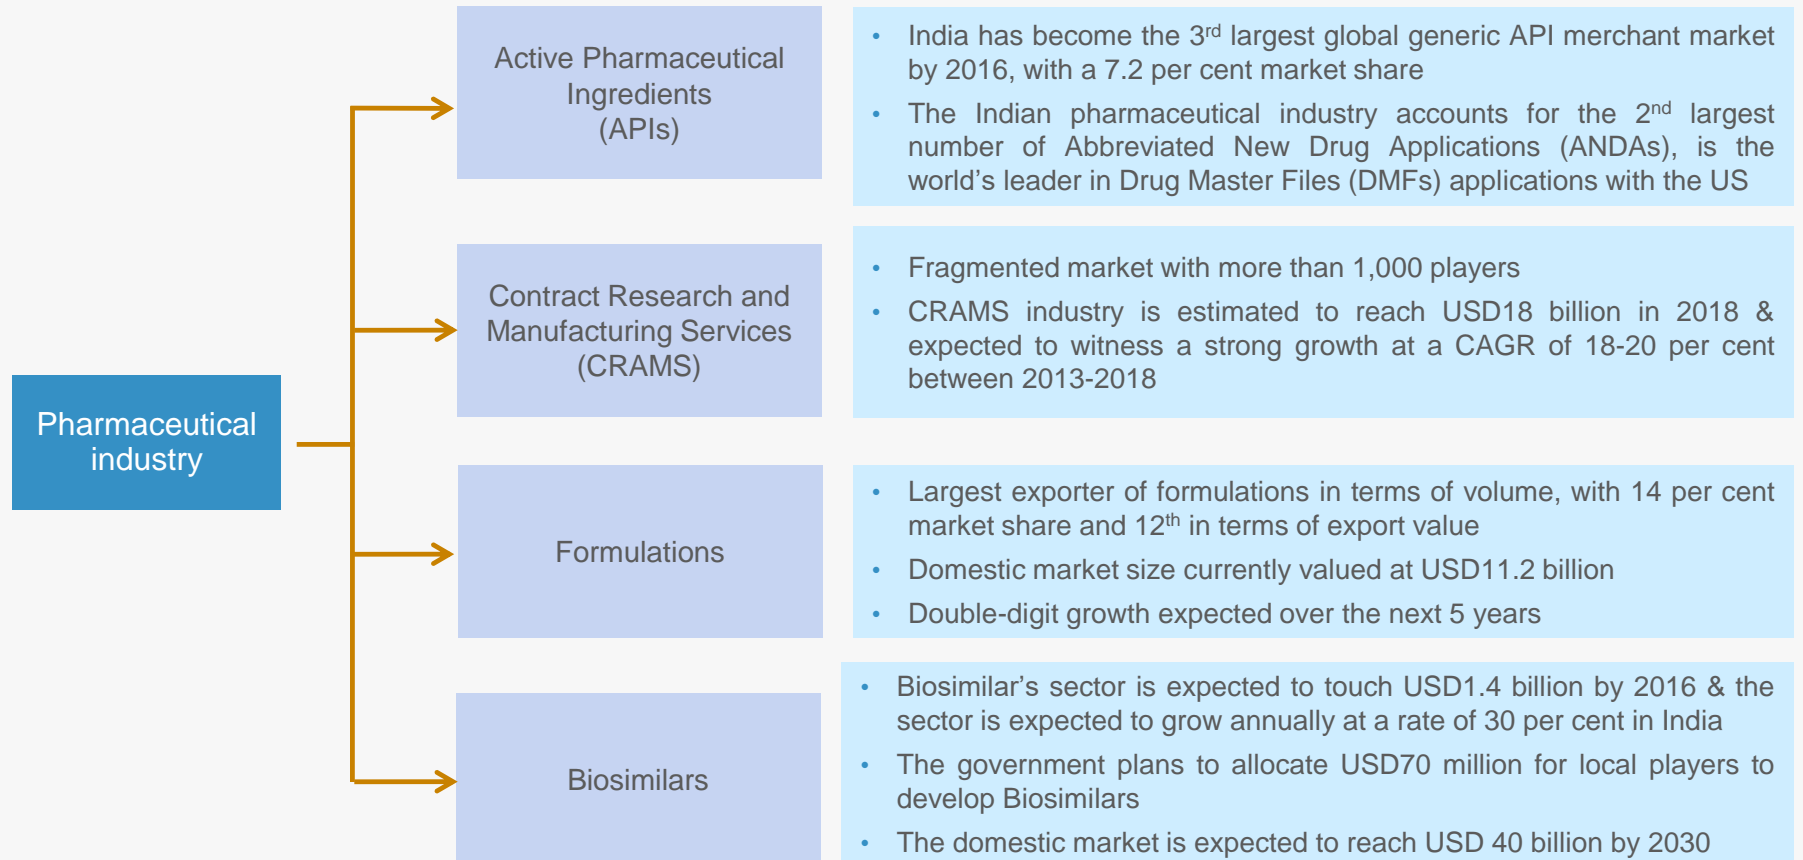 Pharmaceutical
industry
Active Pharmaceutical
Ingredients
(APIs)
• India has become the 3rd largest global generic API merchant market
by 2016, with a 7.2 per cent market share
• The Indian pharmaceutical industry accounts for the 2nd largest
number of Abbreviated New Drug Applications (ANDAs), is the
world’s leader in Drug Master Files (DMFs) applications with the US
Contract Research and
Manufacturing Services
(CRAMS)
• Fragmented market with more than 1,000 players
• CRAMS industry is estimated to reach USD18 billion in 2018 &
expected to witness a strong growth at a CAGR of 18-20 per cent
between 2013-2018
Formulations
• Largest exporter of formulations in terms of volume, with 14 per cent
market share and 12th in terms of export value
• Domestic market size currently valued at USD11.2 billion
• Double-digit growth expected over the next 5 years
Biosimilars
• Biosimilar’s sector is expected to touch USD1.4 billion by 2016 & the
sector is expected to grow annually at a rate of 30 per cent in India
• The government plans to allocate USD70 million for local players to
develop Biosimilars
• The domestic market is expected to reach USD 40 billion by 2030